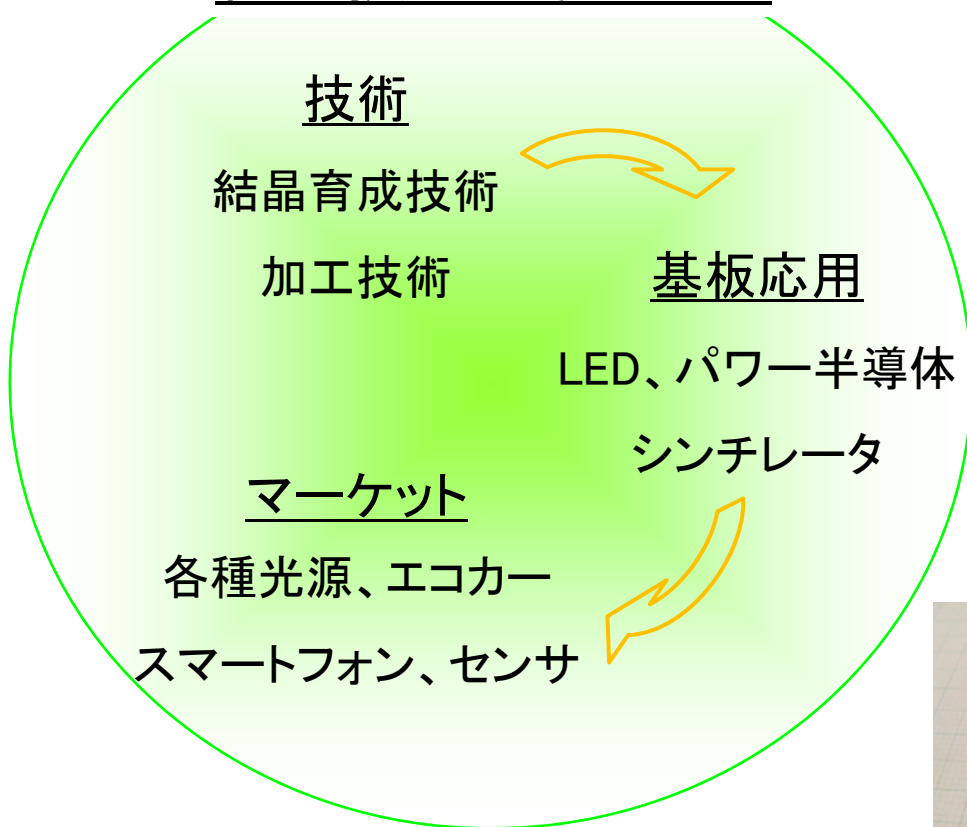 技術
結晶育成技術
加工技術
基板応用
LED、パワー半導体
シンチレータ
マーケット
各種光源、エコカー
スマートフォン、センサ